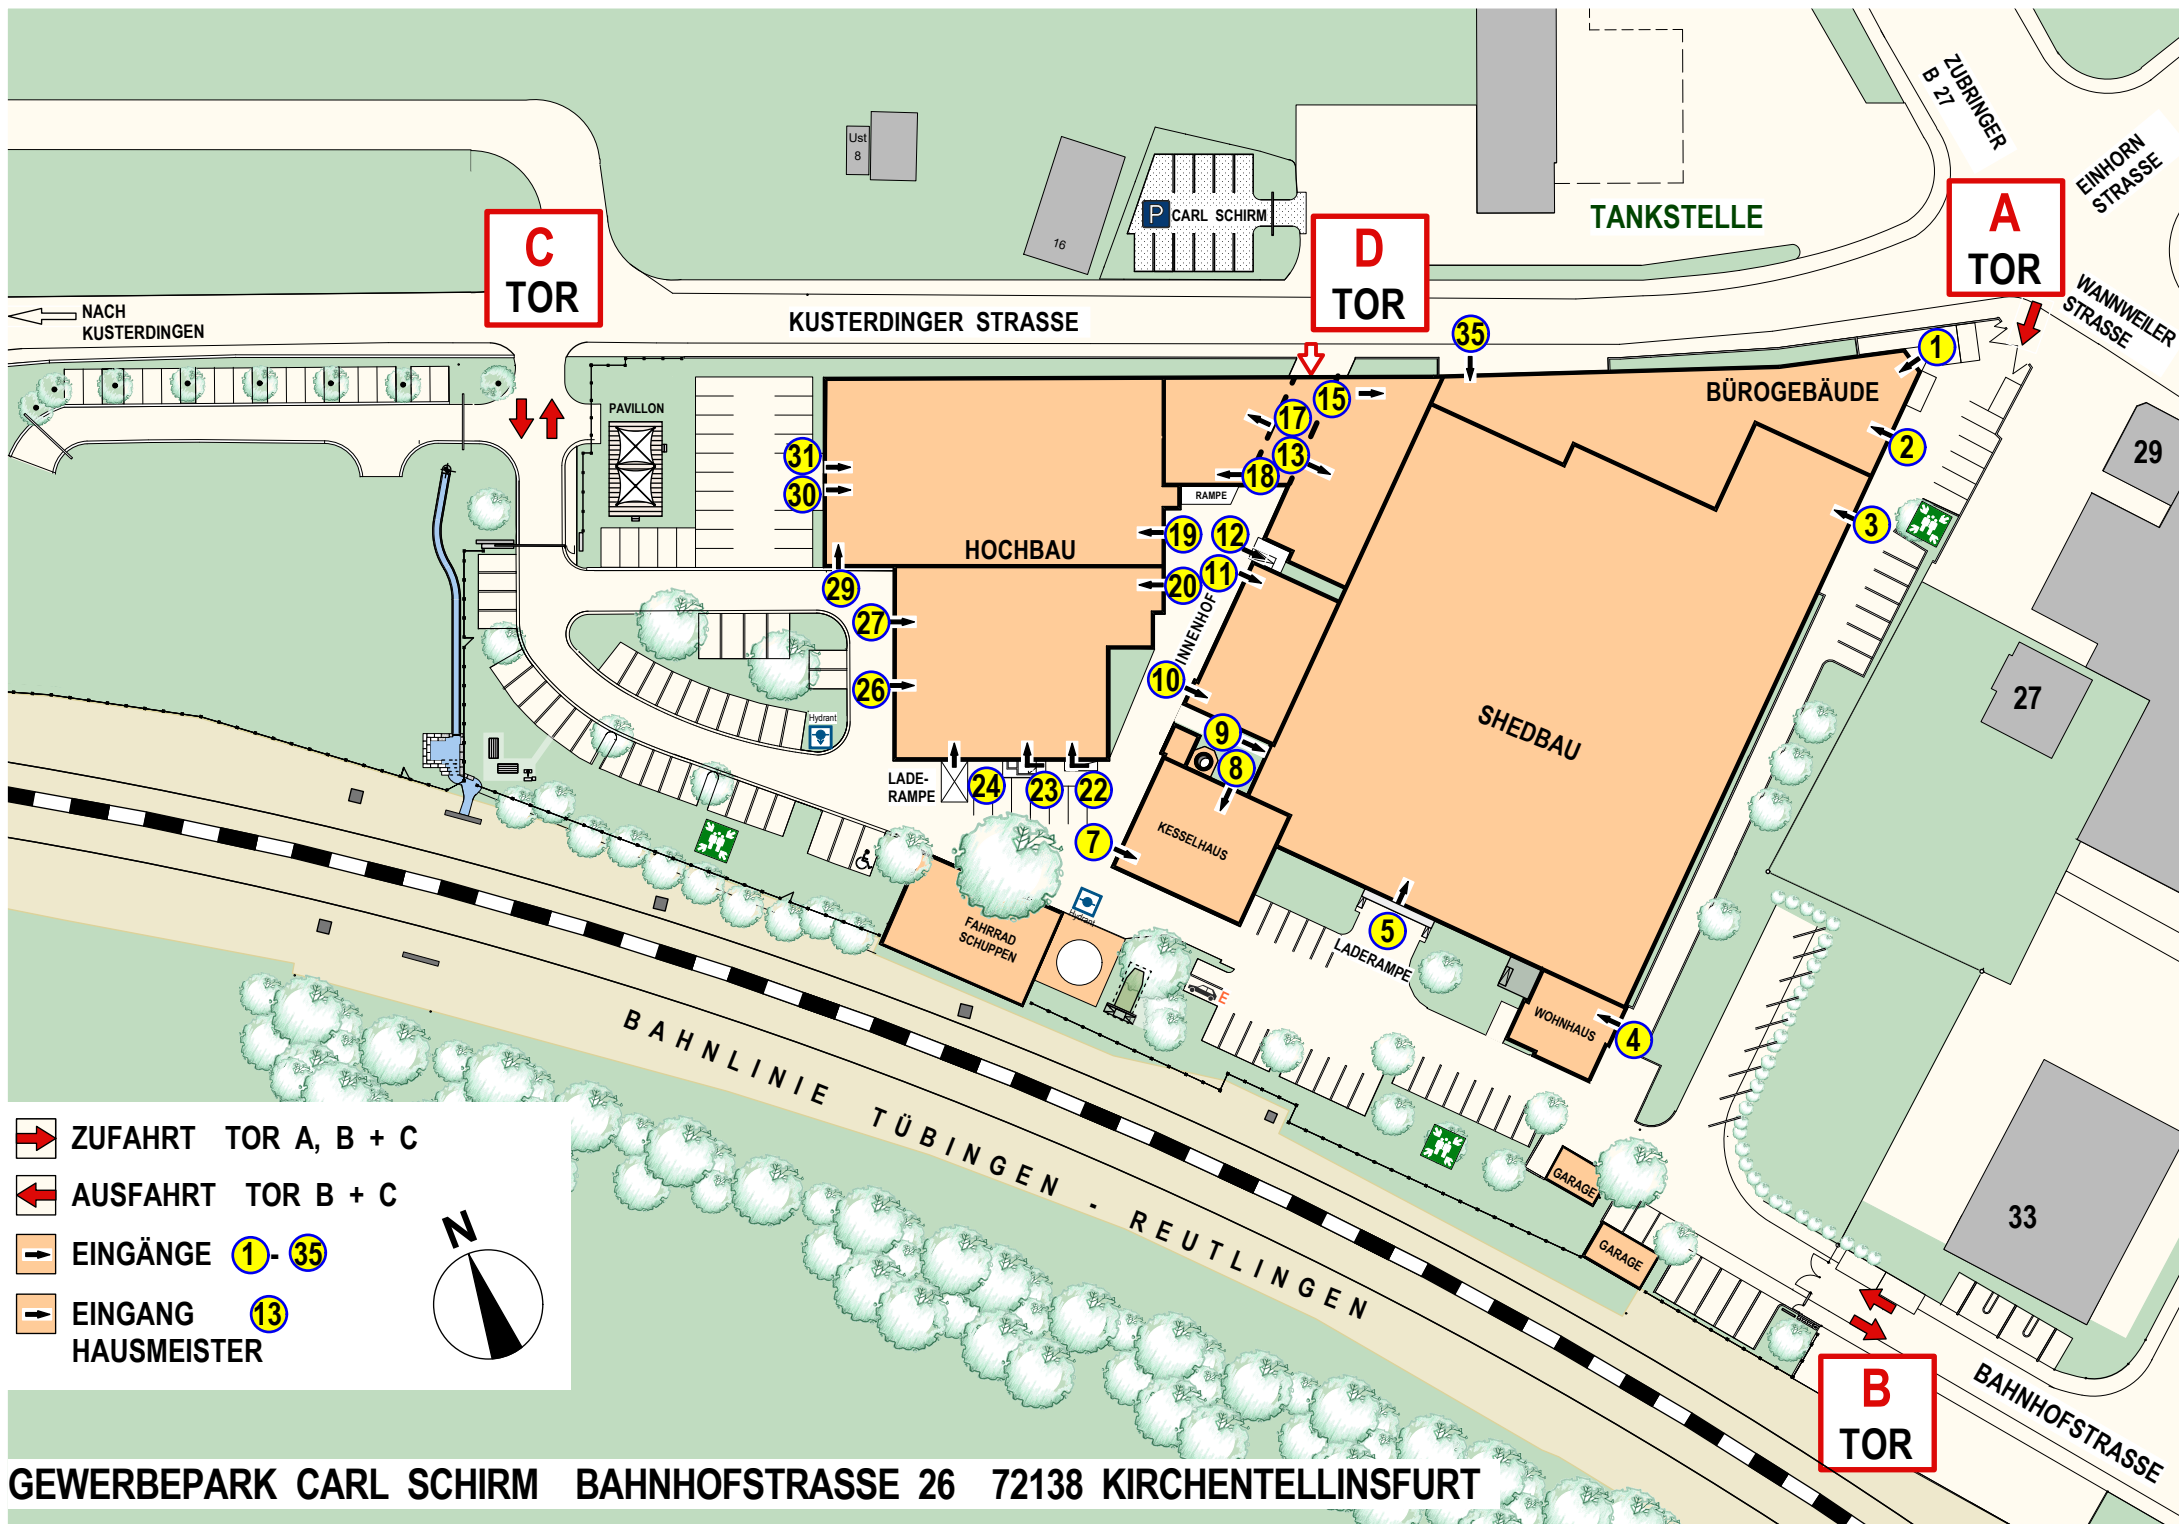 ZUBRINGER
B 27
EINHORN
STRASSE
Ust
8
16
P CARL SCHIRM
TANKSTELLE
C
TOR
D
TOR
A
TOR
WANNWEILER
STRASSE
NACH
KUSTERDINGEN
KUSTERDINGER STRASSE
35
1
BÜROGEBÄUDE
PAVILLON
15
17
2
29
31
13
18
30
RAMPE
3
19
12
HOCHBAU
11
20
29
27
INNENHOF
10
26
27
Hydrant
9
SHEDBAU
8
LADE-
RAMPE
24
23
22
7
KESSELHAUS
Hydrant
5
FAHRRAD
SCHUPPEN
LADERAMPE
E
WOHNHAUS
4
BAHNLINIE TÜBINGEN - REUTLINGEN
GARAGE
GARAGE
33
ZUFAHRT TOR A, B + C
AUSFAHRT TOR B + C
EINGÄNGE 1 - 35
EINGANG 13
HAUSMEISTER
N
B
TOR
BAHNHOFSTRASSE
GEWERBEPARK CARL SCHIRM BAHNHOFSTRASSE 26 72138 KIRCHENTELLINSFURT